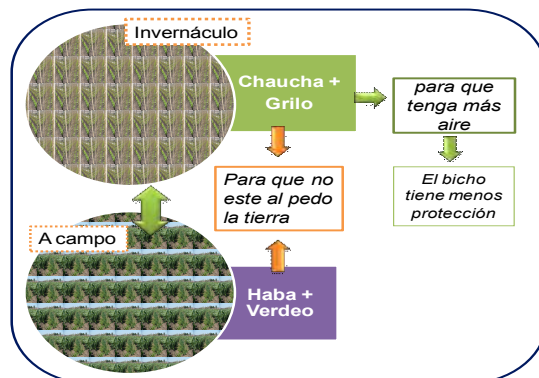 Invernáculo
Chaucha +
Grilo
para que
tenga más
aire
Para que no
este al pedo
la tierra
El bicho
tiene menos
protección
A campo
Haba +
Verdeo